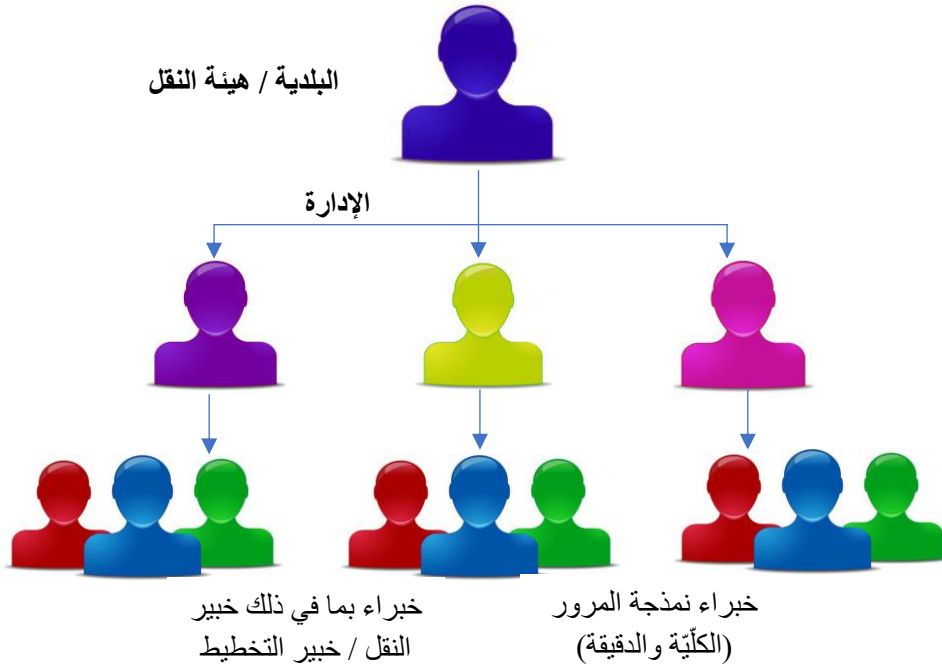 البلدية / هيئة النقل
الإدارة
خبراء نمذجة المرور
(الكلّيّة والدقيقة)
خبراء بما في ذلك خبير
النقل / خبير التخطيط